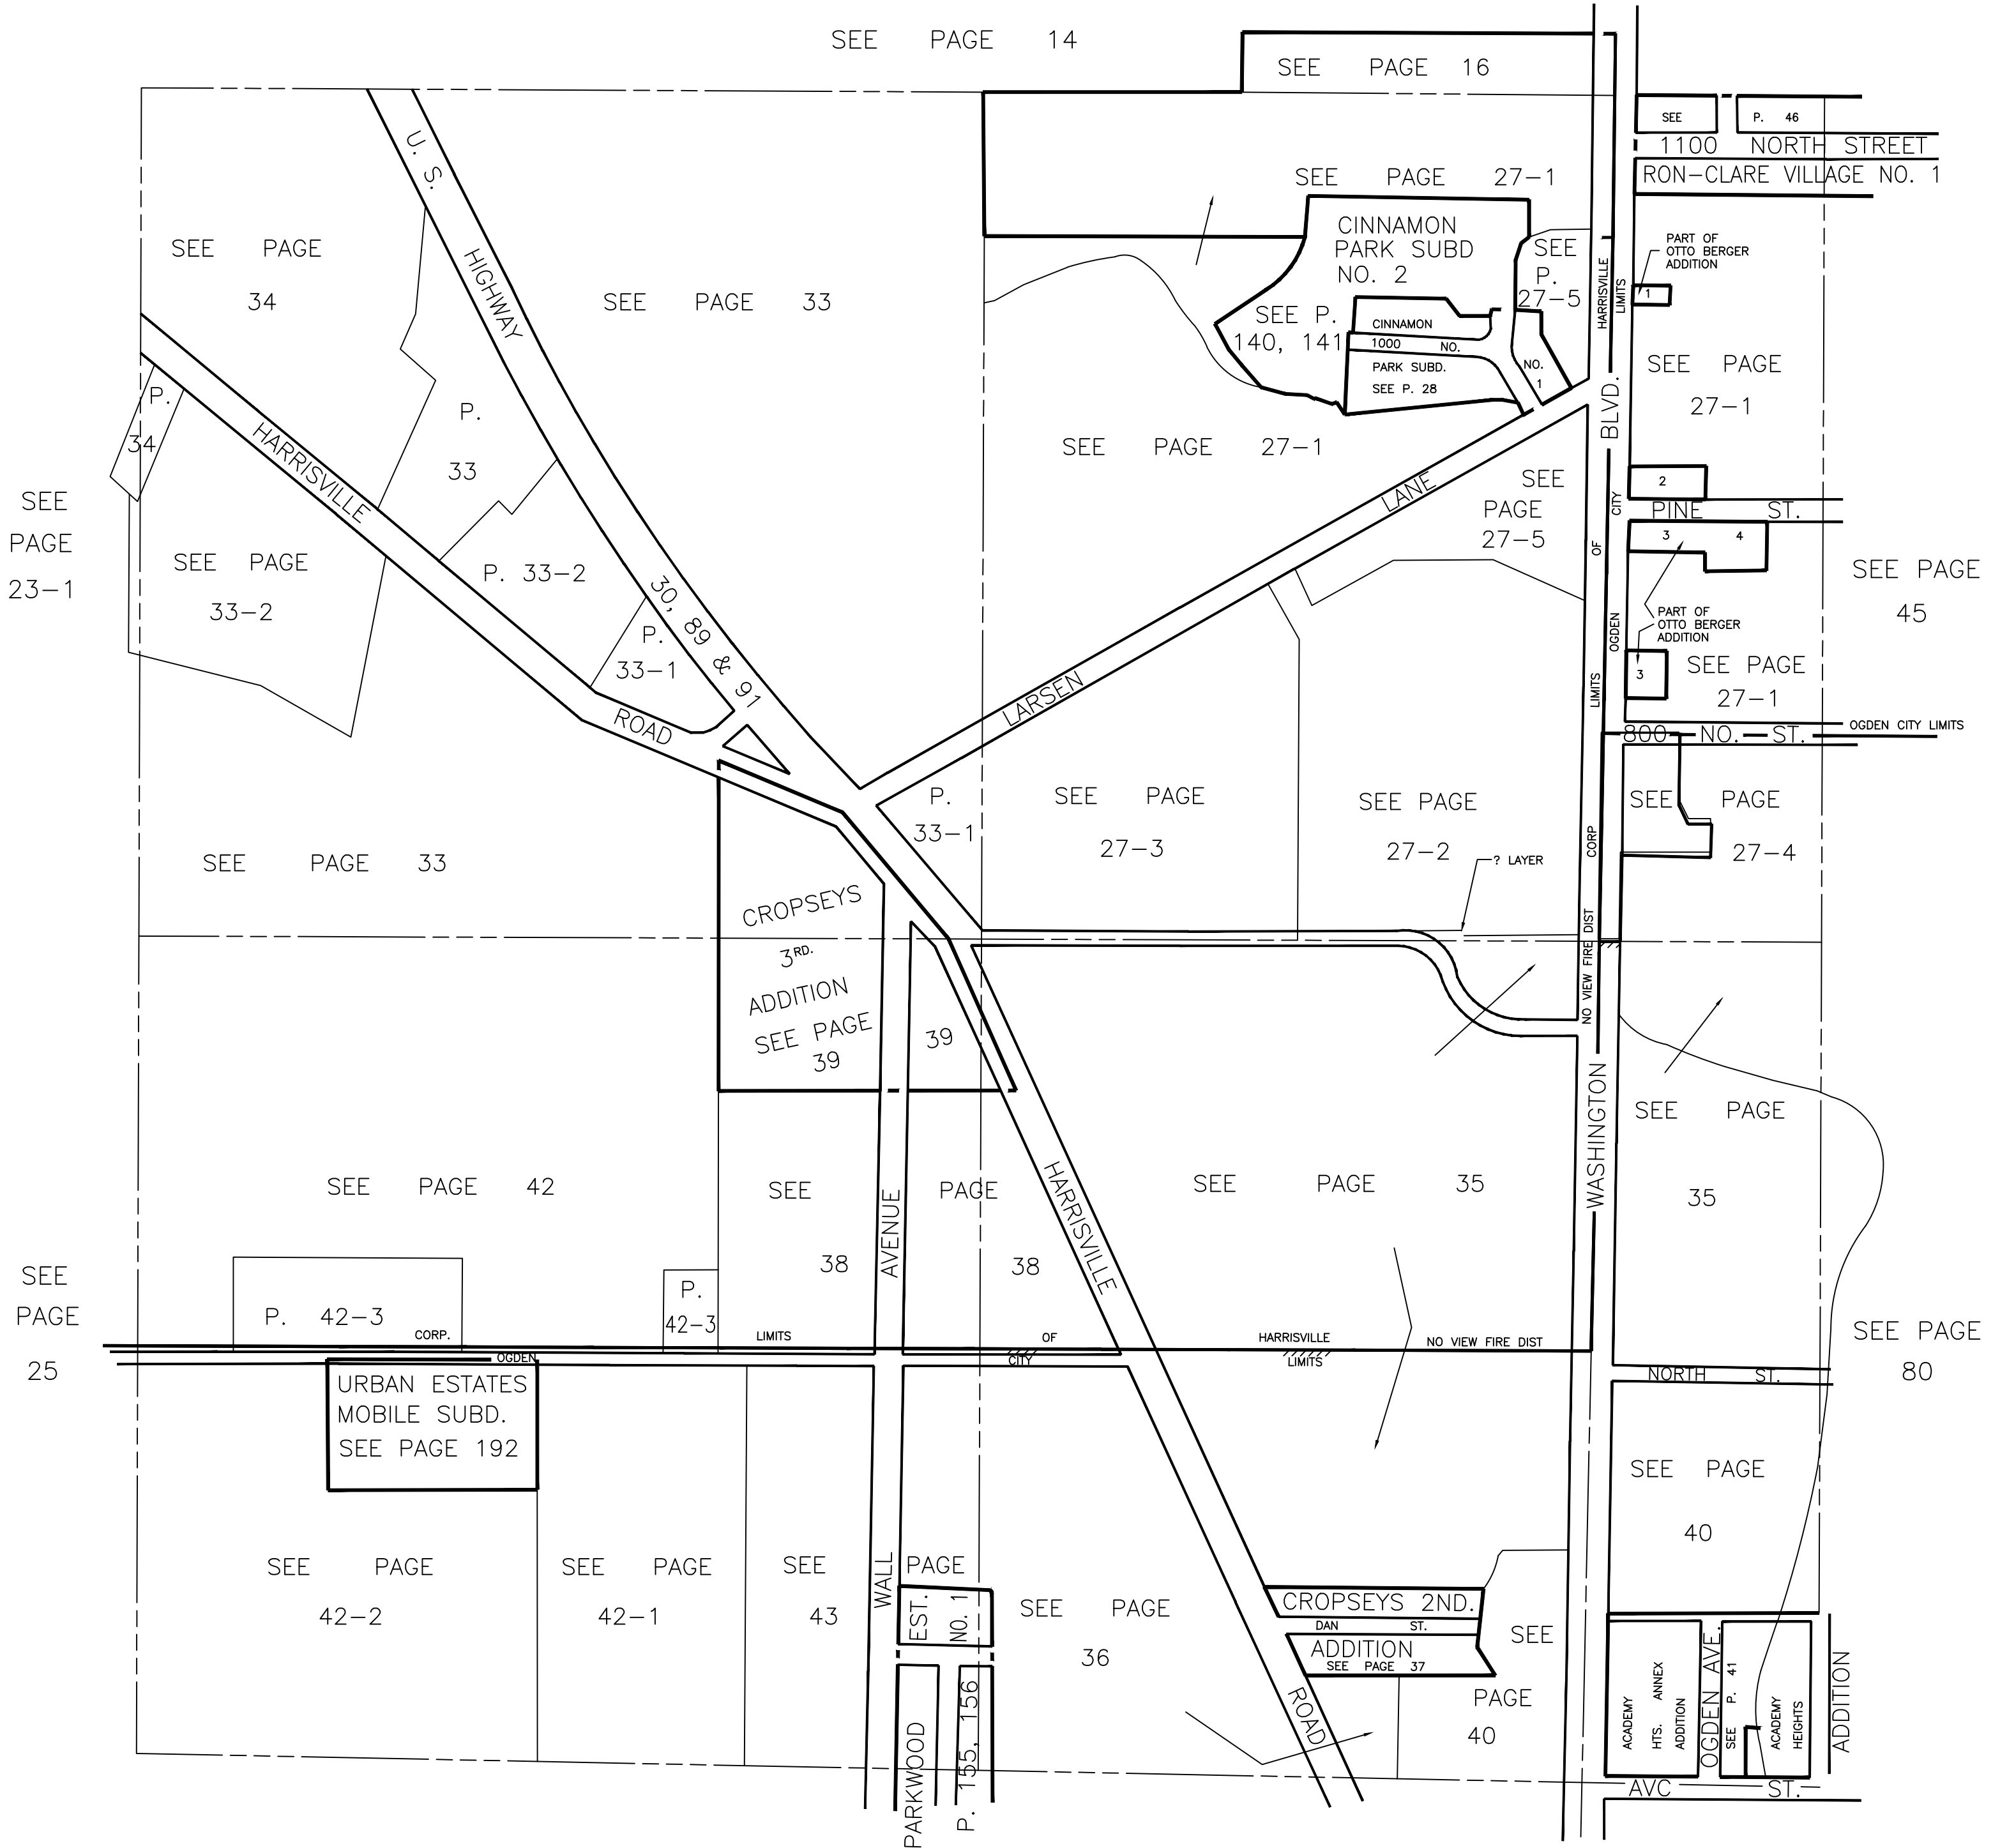 SEE PAGE 14
SEE PAGE 16
SEE P. 46
1100 NORTH STREET
RON-CLARE VILLAGE NO. 1
U. S.
HIGHWAY
30, 89 & 91
SEE PAGE
34
SEE PAGE 33
SEE PAGE 27-1
CINNAMON
PARK SUBD
NO. 2
SEE P.
140, 141
SEE
P.
27-5
CINNAMON
1000 NO.
PARK SUBD.
SEE P. 28
NO.
1
HARRISVILLE
LIMITS
PART OF
OTTO BERGER
ADDITION
1
SEE PAGE
27-1
P.
34
HARRISVILLE
ROAD
P.
33
SEE PAGE 27-1
LARSEN
LANE
SEE
PAGE
27-5
BLVD.
CITY
OF
OGDEN
LIMITS
2
PINE ST.
3
4
SEE
PAGE
23-1
SEE PAGE
33-2
P. 33-2
P.
33-1
SEE PAGE
45
PART OF
OTTO BERGER
ADDITION
3
SEE PAGE
27-1
OGDEN CITY LIMITS
800 NO. ST.
SEE PAGE 33
P.
33-1
SEE PAGE
27-3
SEE PAGE
27-2
? LAYER
CORP
SEE PAGE
27-4
CROPSEYS
3RD.
ADDITION
SEE PAGE
39
39
NO VIEW FIRE DIST
WASHINGTON
SEE PAGE
35
SEE PAGE 42
SEE PAGE
38
38
AVENUE
HARRISVILLE
SEE PAGE 35
SEE
PAGE
25
P. 42-3
P.
42-3
CORP. LIMITS OF HARRISVILLE NO VIEW FIRE DIST
OGDEN CITY LIMITS
SEE PAGE
80
NORTH ST.
URBAN ESTATES
MOBILE SUBD.
SEE PAGE 192
SEE PAGE
40
SEE PAGE
42-2
SEE PAGE
42-1
SEE PAGE
43
WALL
EST.
NO. 1
PARKWOOD
P. 155, 156
SEE PAGE
36
CROPSEYS 2ND.
DAN ST.
ADDITION
SEE PAGE 37
ROAD
SEE
PAGE
40
ACADEMY
HTS. ANNEX
ADDITION
OGDEN AVE.
SEE P. 41
ACADEMY
HEIGHTS
ADDITION
AVC ST.